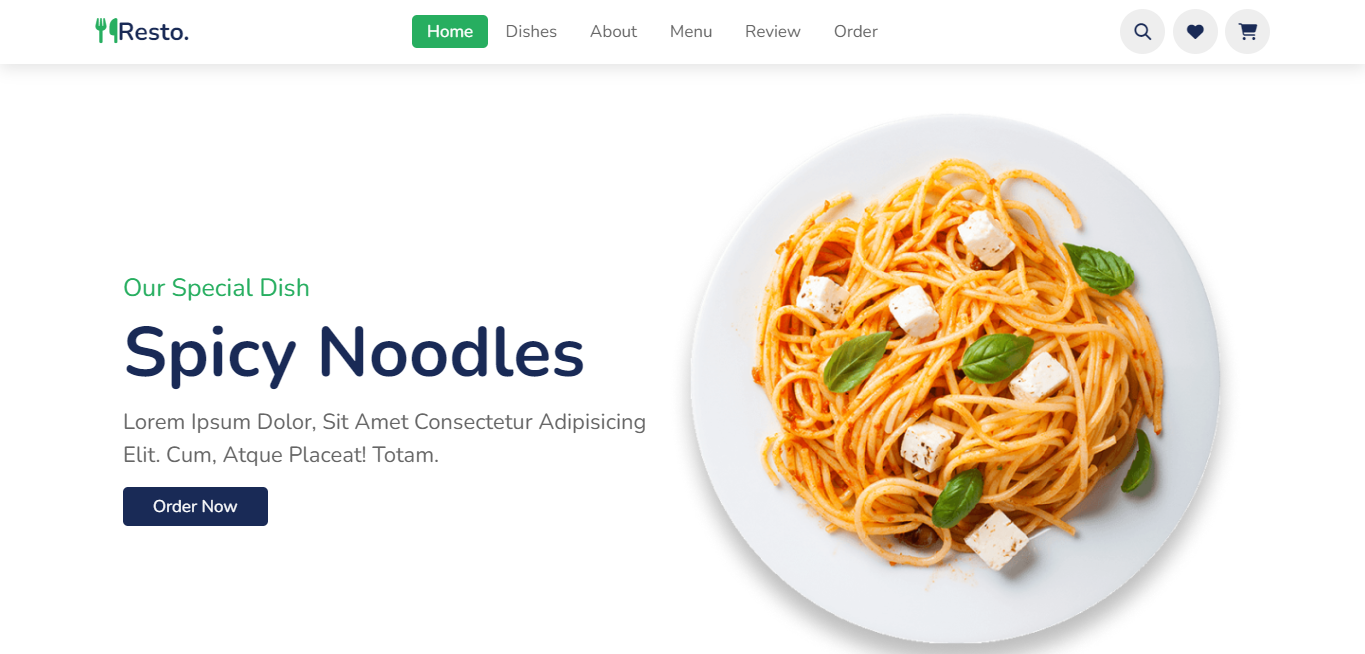 Resto.
Home Dishes About Menu Review Order
Our Special Dish
Spicy Noodles
Lorem Ipsum Dolor, Sit Amet Consectetur Adipisicing
Elit. Cum, Atque Placeat! Totam.
Order Now